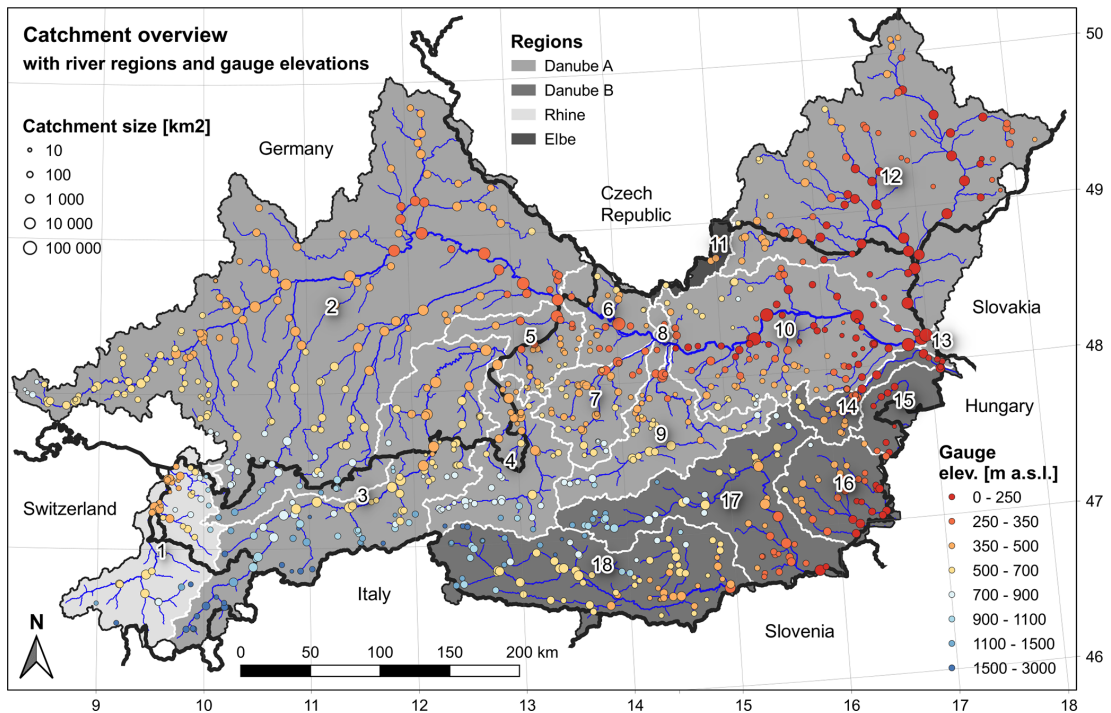 Catchment overview
with river regions and gauge elevations
Catchment size [km2]
10
100
1 000
10 000
100 000
Regions
Danube A
Danube B
Rhine
Elbe
Germany
Czech
Republic
Slovakia
Hungary
Switzerland
Italy
Slovenia
1
2
3
4
5
6
7
8
9
10
11
12
13
14
15
16
17
18
Gauge
elev. [m a.s.l.]
0 - 250
250 - 350
350 - 500
500 - 700
700 - 900
900 - 1100
1100 - 1500
1500 - 3000
N
0 50 100 150 200 km
50
49
48
47
46
9 10 11 12 13 14 15 16 17 18